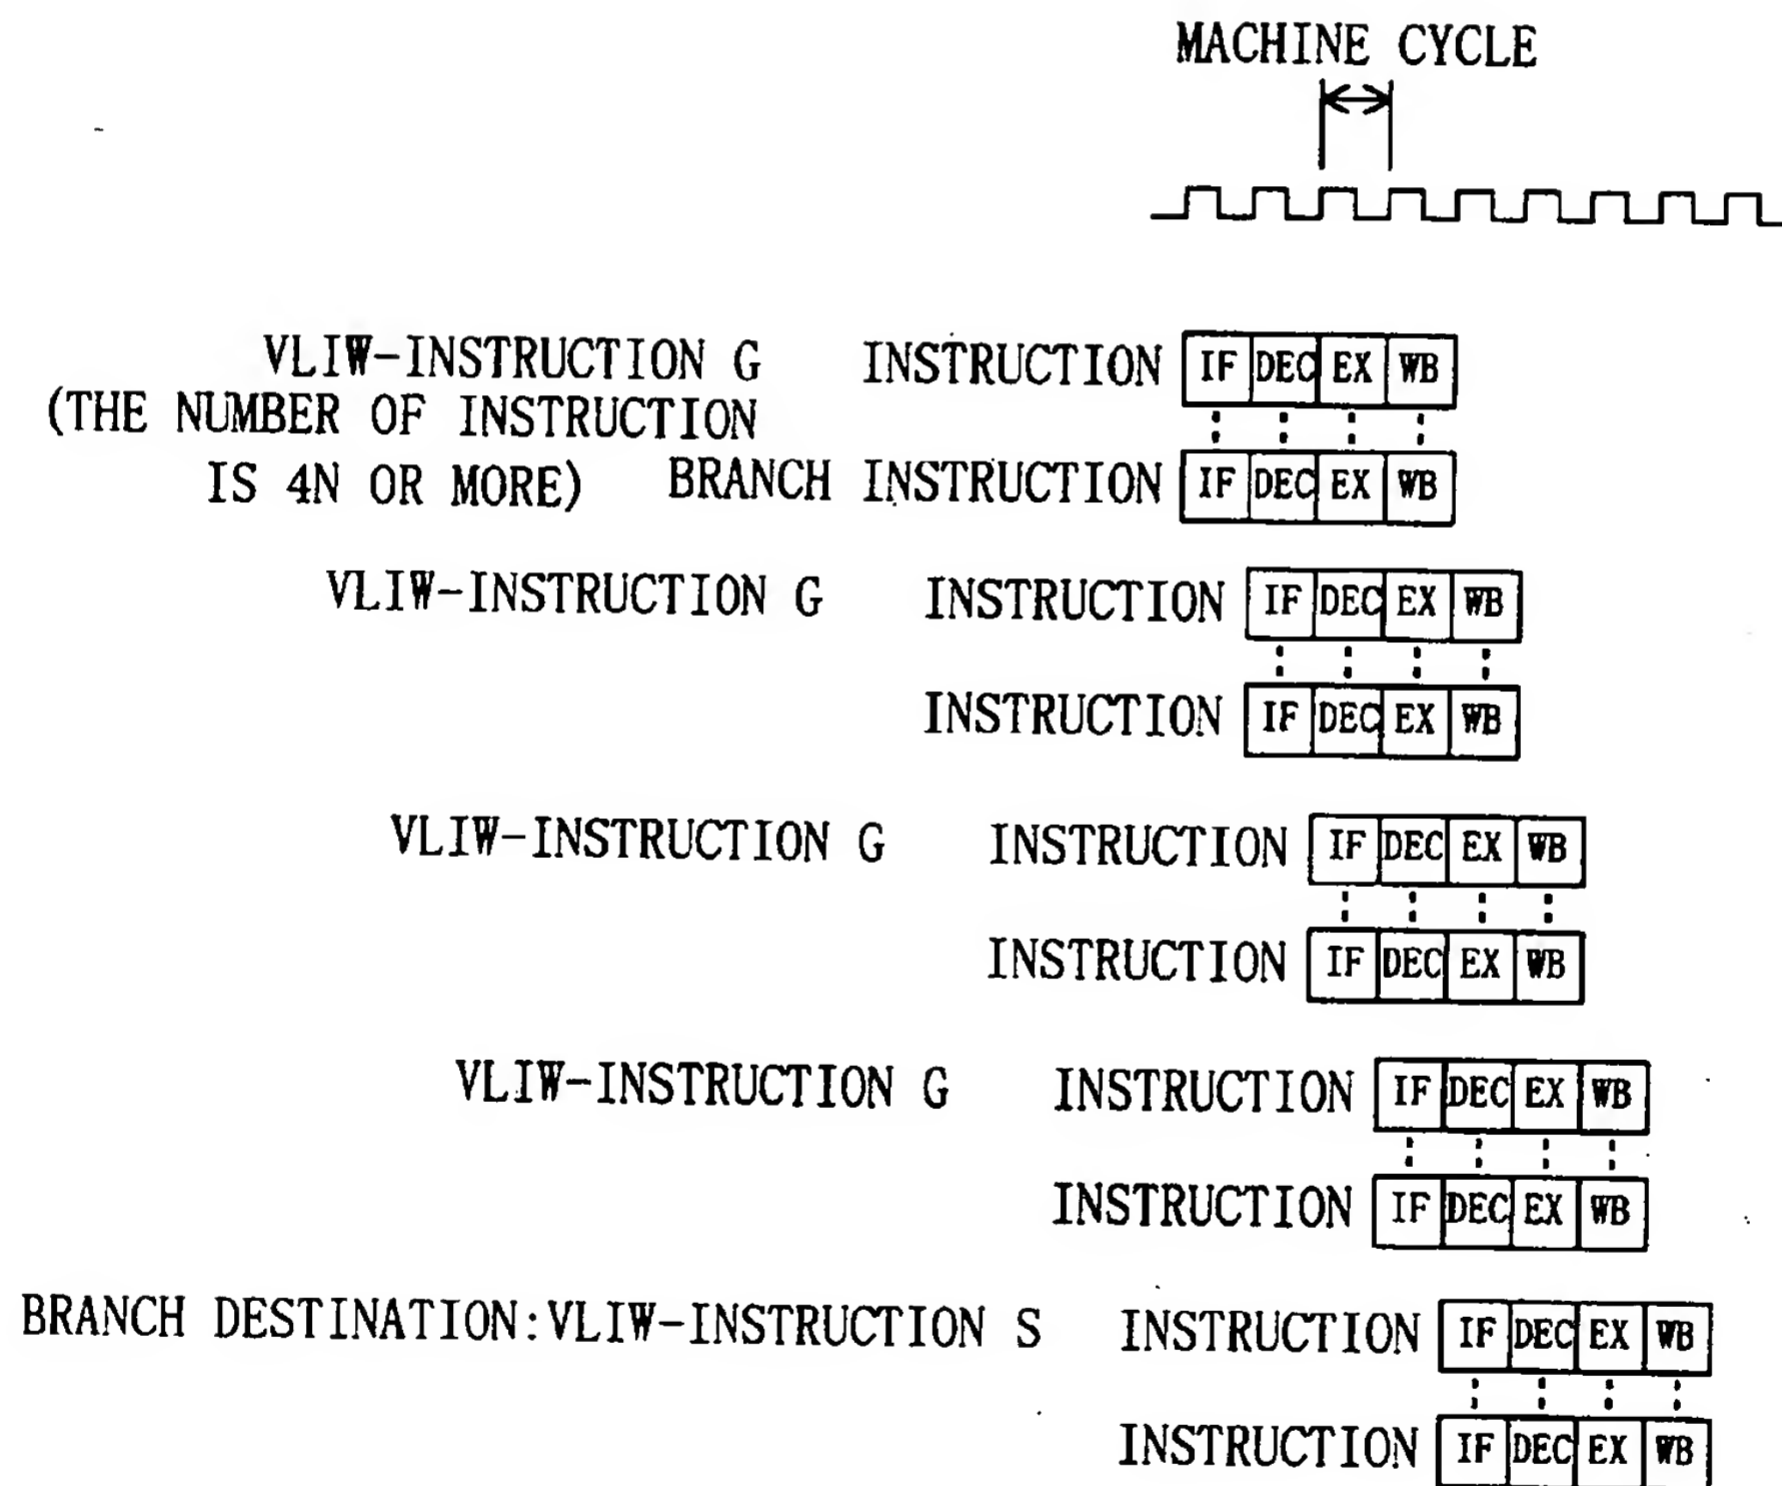 MACHINE CYCLE
VLIW-INSTRUCTION G INSTRUCTION IF DEC EX WB
(THE NUMBER OF INSTRUCTION
IS 4N OR MORE) BRANCH INSTRUCTION IF DEC EX WB
VLIW-INSTRUCTION G INSTRUCTION IF DEC EX WB
INSTRUCTION IF DEC EX WB
VLIW-INSTRUCTION G INSTRUCTION IF DEC EX WB
INSTRUCTION IF DEC EX WB
VLIW-INSTRUCTION G INSTRUCTION IF DEC EX WB
INSTRUCTION IF DEC EX WB
BRANCH DESTINATION:VLIW-INSTRUCTION S INSTRUCTION IF DEC EX WB
INSTRUCTION IF DEC EX WB